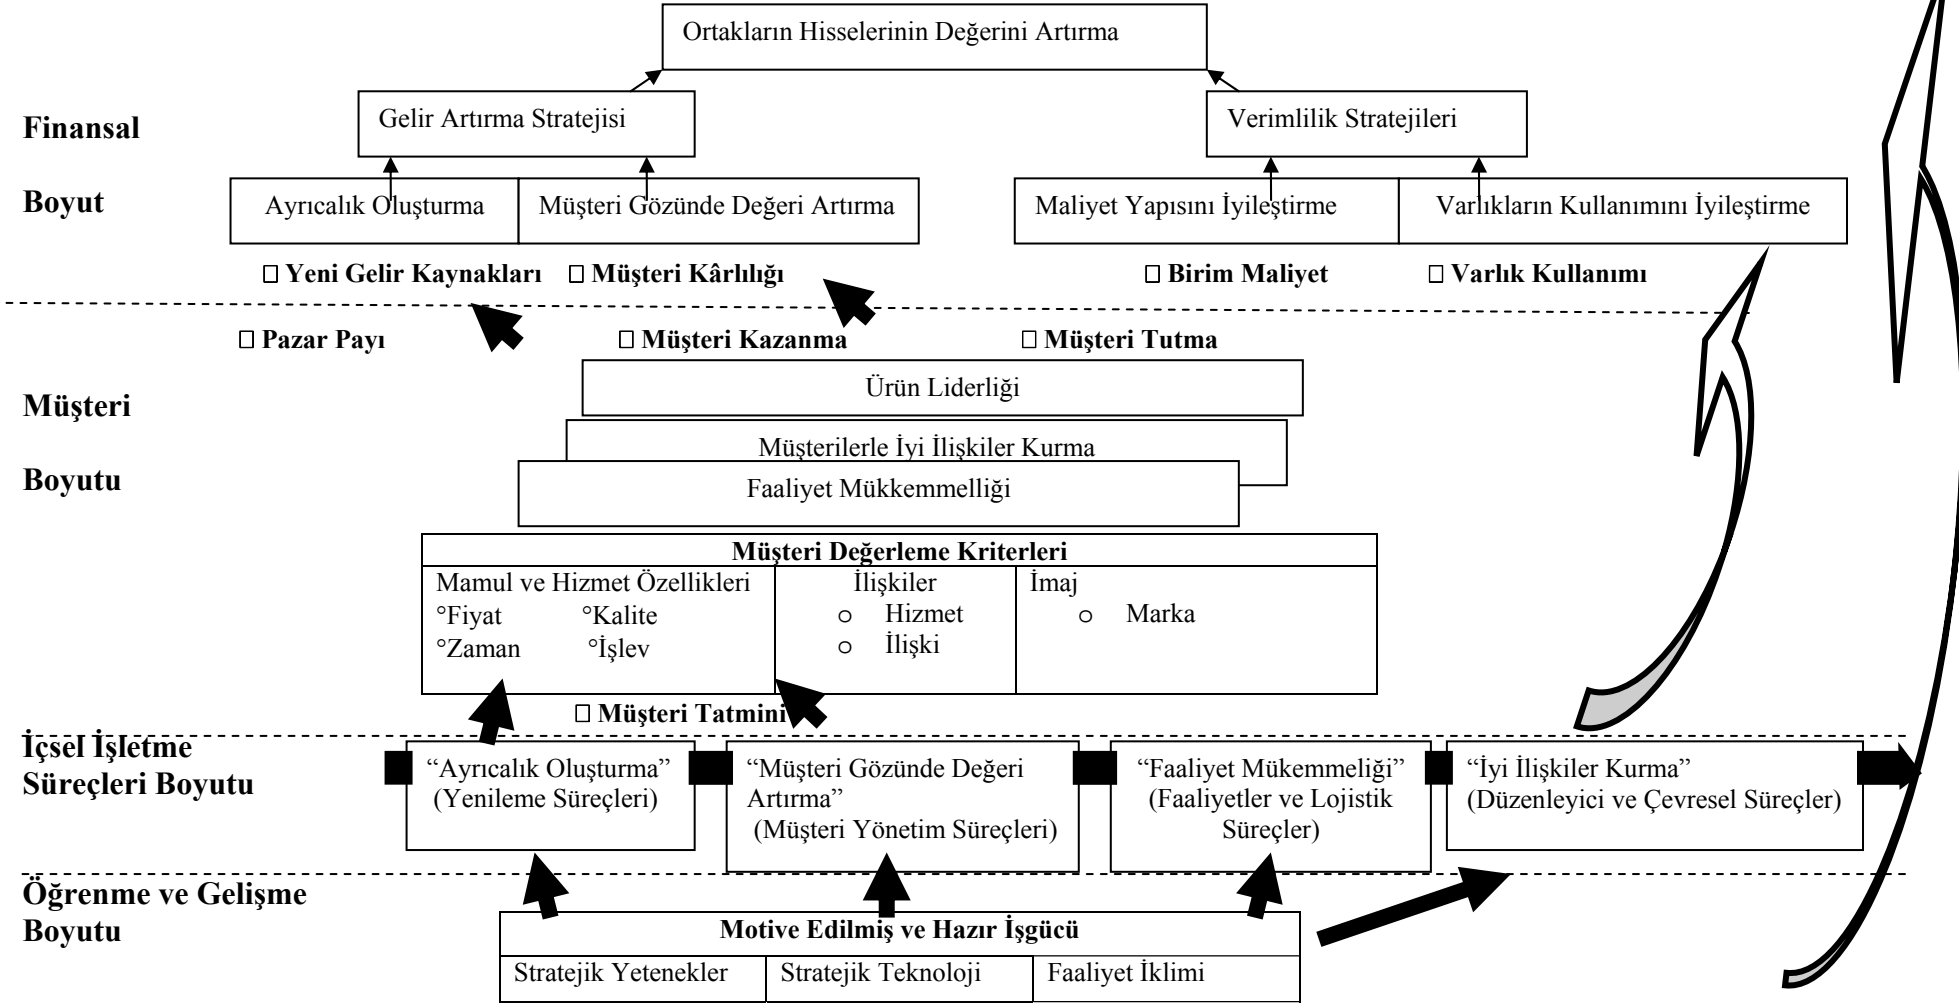 Ortakların Hisselerinin Değerini Artırma
Finansal
Gelir Artırma Stratejisi
Verimlilik Stratejileri
Boyut
Ayrıcalık Oluşturma
Müşteri Gözünde Değeri Artırma
Maliyet Yapısını İyileştirme
Varlıkların Kullanımını İyileştirme
□ Yeni Gelir Kaynakları
□ Müşteri Kârlılığı
□ Birim Maliyet
□ Varlık Kullanımı
□ Pazar Payı
□ Müşteri Kazanma
□ Müşteri Tutma
Ürün Liderliği
Müşteri
Müşterilerle İyi İlişkiler Kurma
Boyutu
Faaliyet Mükkemmelliği
Müşteri Değerleme Kriterleri
Mamul ve Hizmet Özellikleri
°Fiyat °Kalite
°Zaman °İşlev
İlişkiler
o Hizmet
o İlişki
İmaj
o Marka
□ Müşteri Tatmini
İçsel İşletme
Süreçleri Boyutu
“Ayrıcalık Oluşturma”
(Yenileme Süreçleri)
“Müşteri Gözünde Değeri
Artırma”
(Müşteri Yönetim Süreçleri)
“Faaliyet Mükemmeliği”
(Faaliyetler ve Lojistik
Süreçler)
“İyi İlişkiler Kurma”
(Düzenleyici ve Çevresel Süreçler)
Öğrenme ve Gelişme
Boyutu
Motive Edilmiş ve Hazır İşgücü
Stratejik Yetenekler
Stratejik Teknoloji
Faaliyet İklimi